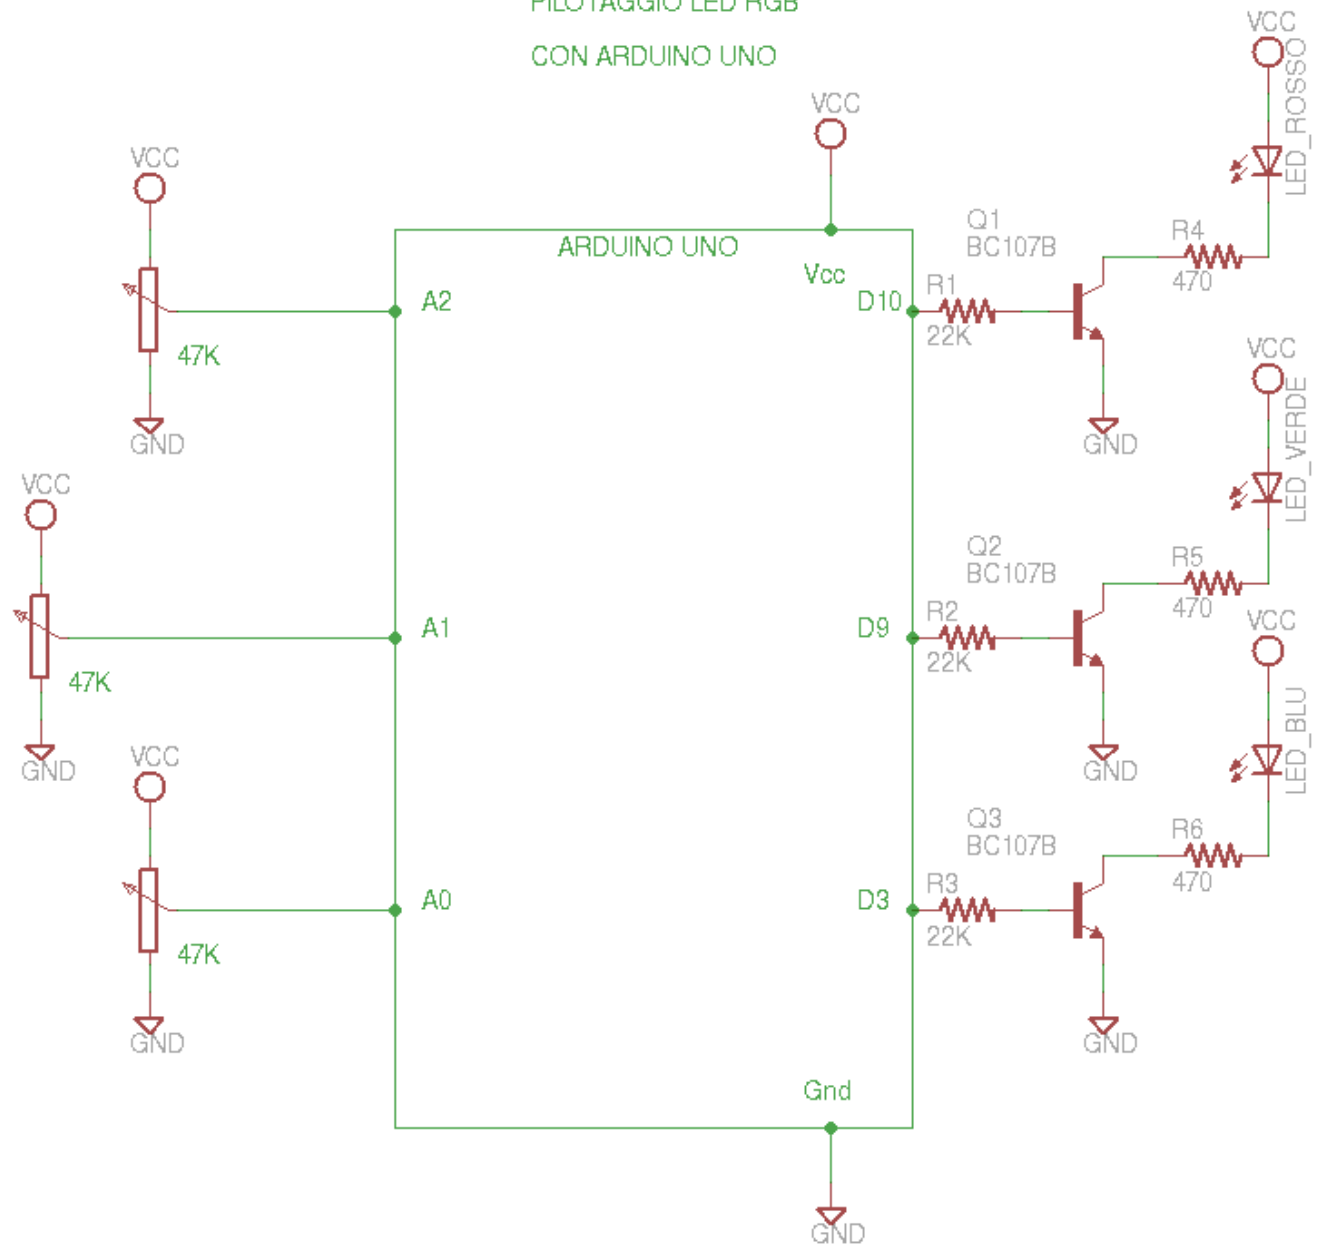 PILOTAGGIO LED RGB
CON ARDUINO UNO
VCC
LED_ROSSO
VCC
VCC
ARDUINO UNO
Vcc
Q1
BC107B
R4
470
A2
D10
R1
22K
47K
GND
GND
VCC
LED_VERDE
VCC
Q2
BC107B
R5
470
A1
D9
R2
22K
47K
GND
GND
VCC
LED_BLU
VCC
Q3
BC107B
R6
470
A0
D3
R3
22K
47K
GND
GND
Gnd
GND